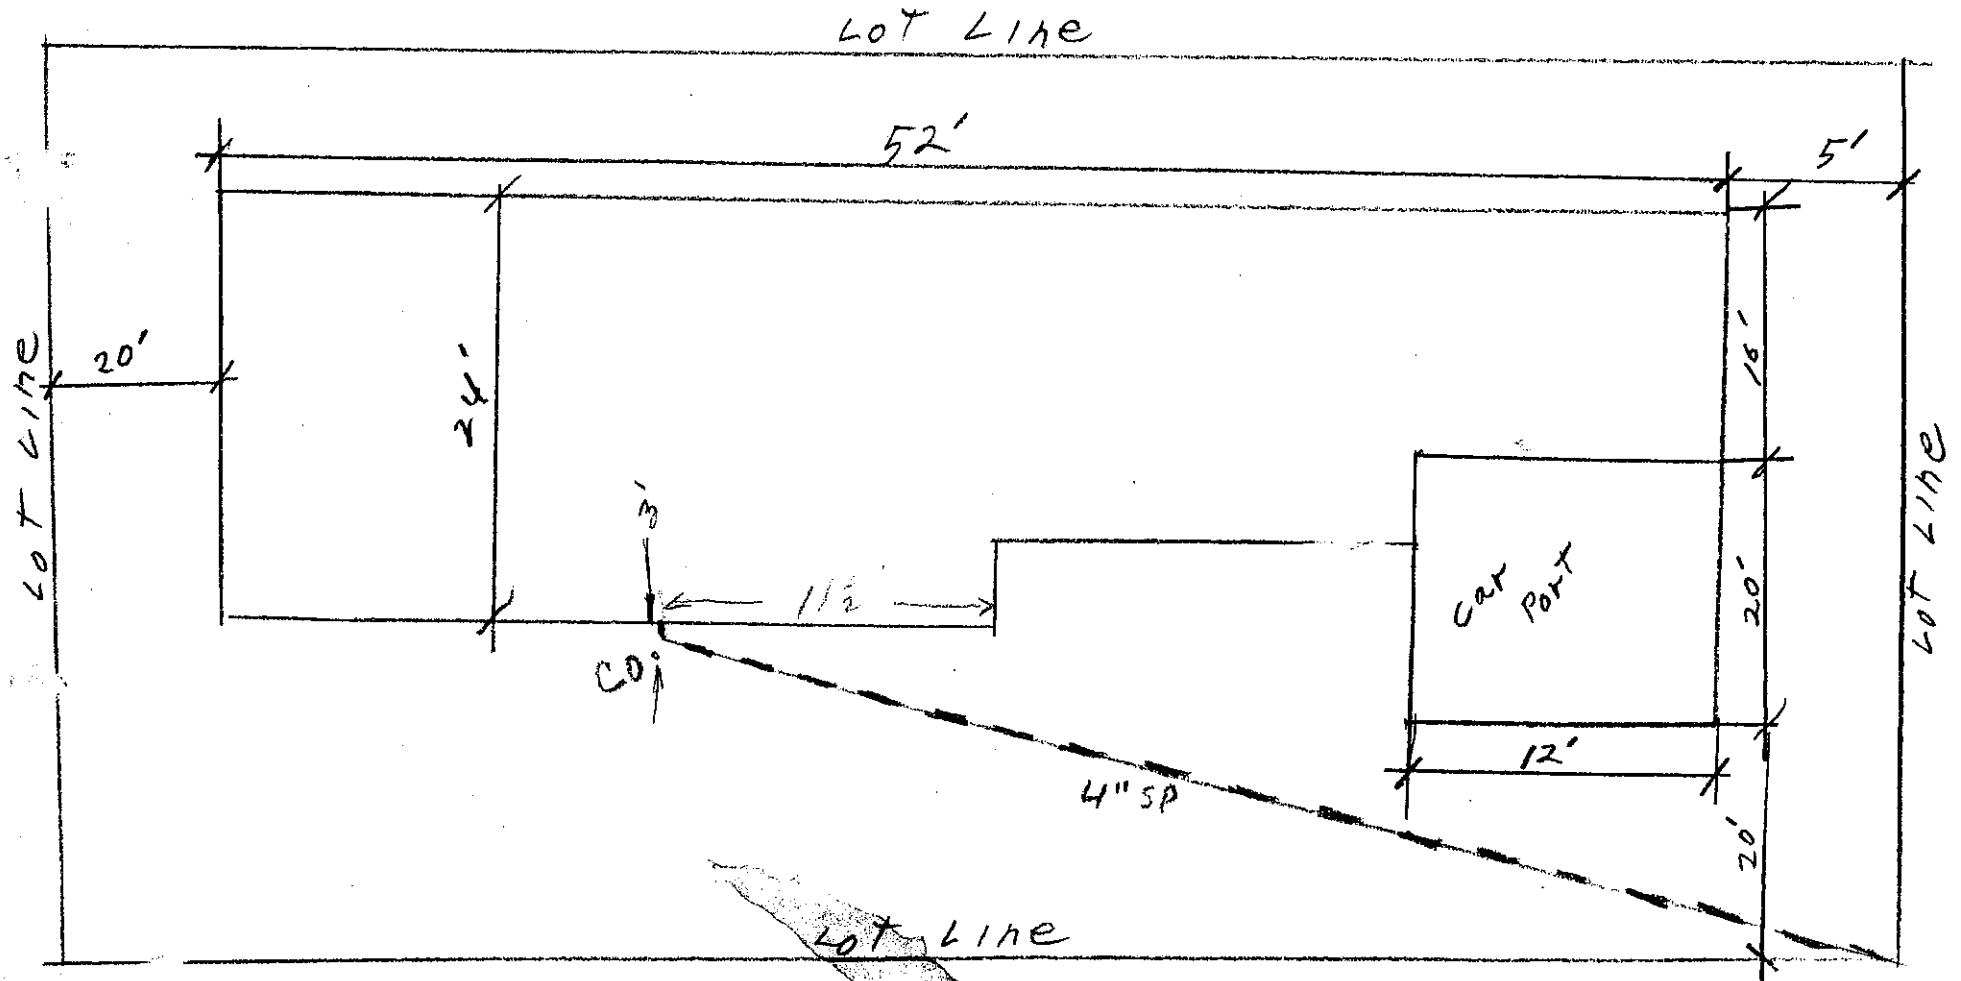 LOT LIne
52'
5'
20'
24'
16'
LOT LIne
LOT LIne
3'
11½
car
Port
20'
CO
12'
4" SP
20'
LOT LIne